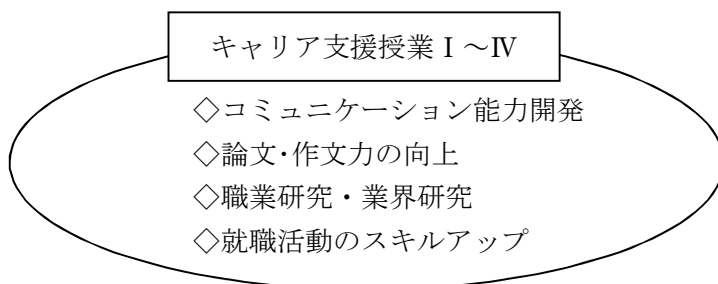 キャリア支援授業Ⅰ～Ⅳ
◇コミュニケーション能力開発
◇論文･作文力の向上
◇職業研究・業界研究
◇就職活動のスキルアップ